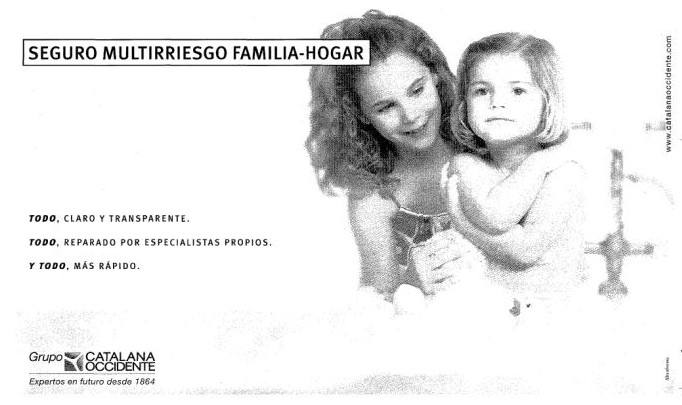 SEGURO MULTIRRIESGO FAMILIA-HOGAR
www.catalanaoccidente.com
TODO, CLARO Y TRANSPARENTE.
TODO, REPARADO POR ESPECIALISTAS PROPIOS.
Y TODO, MÁS RÁPIDO.
Grupo CATALANA
OCCIDENTE
Expertos en futuro desde 1864